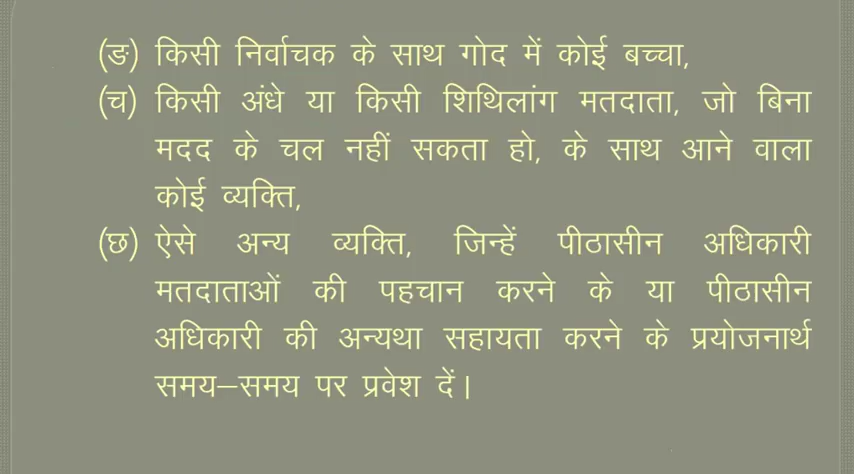 (ङ) किसी निर्वाचक के साथ गोद में कोई बच्चा,
(च) किसी अंधे या किसी शिथिलांग मतदाता, जो बिना
मदद के चल नहीं सकता हो, के साथ आने वाला
कोई व्यक्ति,
(छ) ऐसे अन्य व्यक्ति, जिन्हें पीठासीन अधिकारी
मतदाताओं की पहचान करने के या पीठासीन
अधिकारी की अन्यथा सहायता करने के प्रयोजनार्थ
समय–समय पर प्रवेश दें।